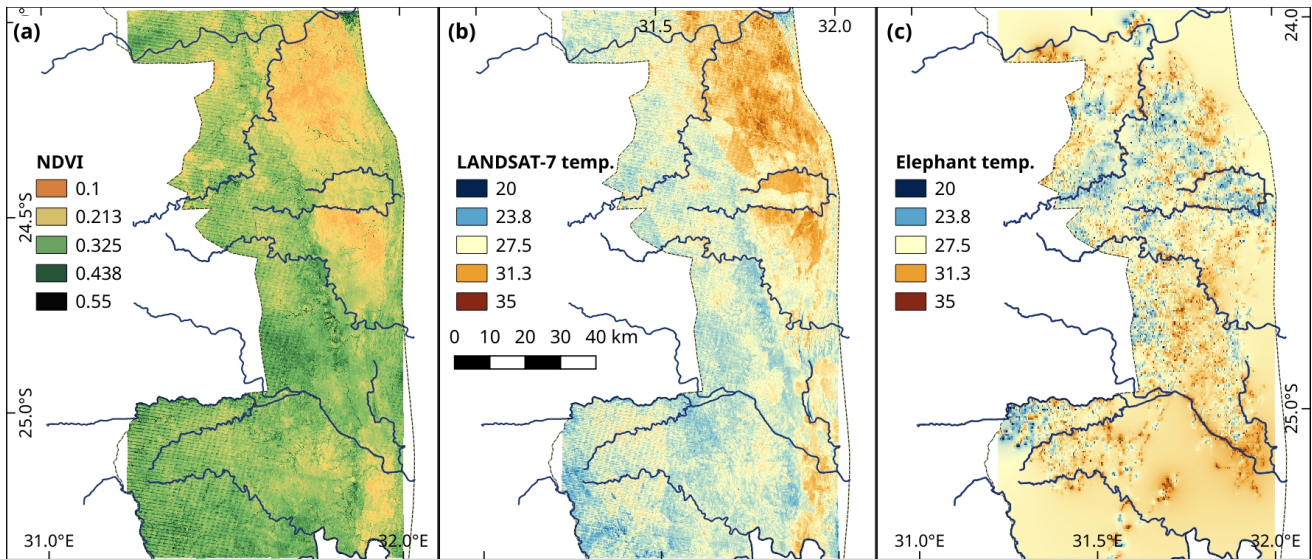 (a)
NDVI
0.1
0.213
0.325
0.438
0.55
24.5°S
25.0°S
31.0°E
32.0°E
(b)
31.5
32.0
LANDSAT-7 temp.
20
23.8
27.5
31.3
35
0 10 20 30 40 km
(c)
24.0
Elephant temp.
20
23.8
27.5
31.3
35
25.0°S
31.0°E
31.5°E
32.0°E